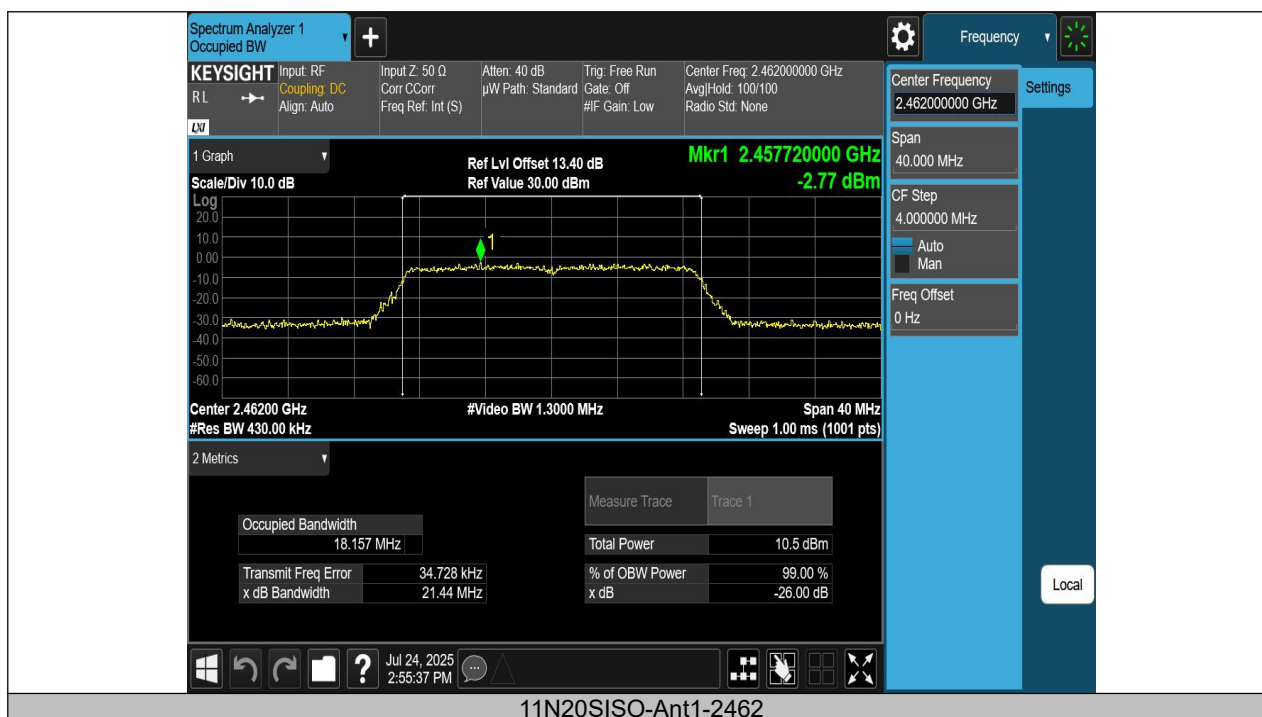 Spectrum Analyzer 1
Occupied BW
Frequency
KEYSIGHT
R L
LXI
Input: RF
Coupling: DC
Align: Auto
Input Z: 50 Ω
Corr CCorr
Freq Ref: Int (S)
Atten: 40 dB
µW Path: Standard
Trig: Free Run
Gate: Off
#IF Gain: Low
Center Freq: 2.462000000 GHz
Avg|Hold: 100/100
Radio Std: None
Center Frequency
2.462000000 GHz
Settings
Span
40.000 MHz
CF Step
4.000000 MHz
Auto
Man
Freq Offset
0 Hz
Local
1 Graph
Ref Lvl Offset 13.40 dB
Mkr1 2.457720000 GHz
Scale/Div 10.0 dB
Ref Value 30.00 dBm
-2.77 dBm
Log
20.0
10.0
0.00
-10.0
-20.0
-30.0
-40.0
-50.0
-60.0
1
Center 2.46200 GHz
#Video BW 1.3000 MHz
Span 40 MHz
#Res BW 430.00 kHz
Sweep 1.00 ms (1001 pts)
2 Metrics
Measure Trace
Trace 1
Occupied Bandwidth
18.157 MHz
Total Power
10.5 dBm
Transmit Freq Error
34.728 kHz
% of OBW Power
99.00 %
x dB Bandwidth
21.44 MHz
x dB
-26.00 dB
?
Jul 24, 2025
2:55:37 PM
11N20SISO-Ant1-2462